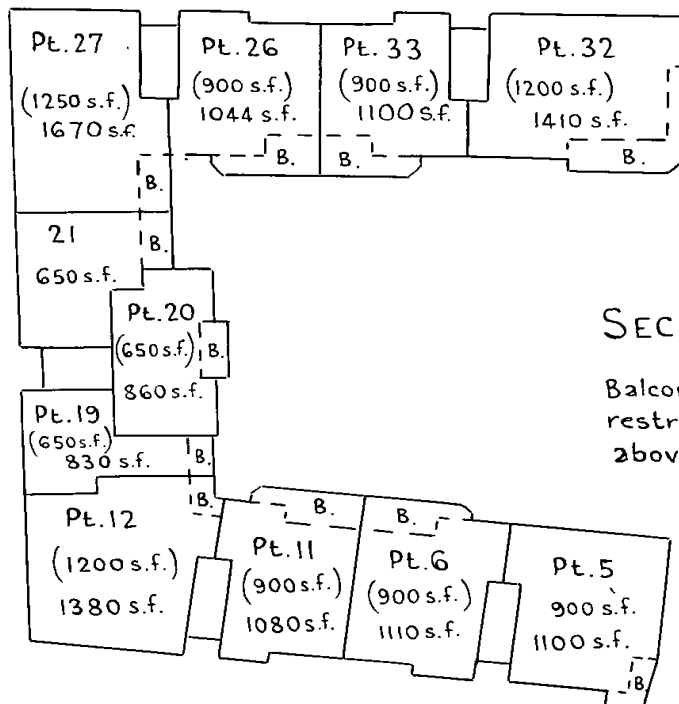 Pt.27
(1250 s.f.)
1670 s.f.
B.
Pt.26
(900 s.f.)
1044 s.f.
B.
Pt. 33
(900 s.f.)
1100 s.f.
B.
Pt.32
(1200 s.f.)
1410 s.f.
B.
21
650 s.f.
B.
Pt.20
(650 s.f.)
860 s.f.
B.
SEC
Balco
restr
abov
Pt.19
(650 s.f.)
830 s.f.
B.
Pt.12
(1200 s.f.)
1380 s.f.
B.
Pt.11
(900 s.f.)
1080 s.f.
B.
Pt.6
(900 s.f.)
1110 s.f.
B.
Pt.5
900 s.f.
1100 s.f.
B